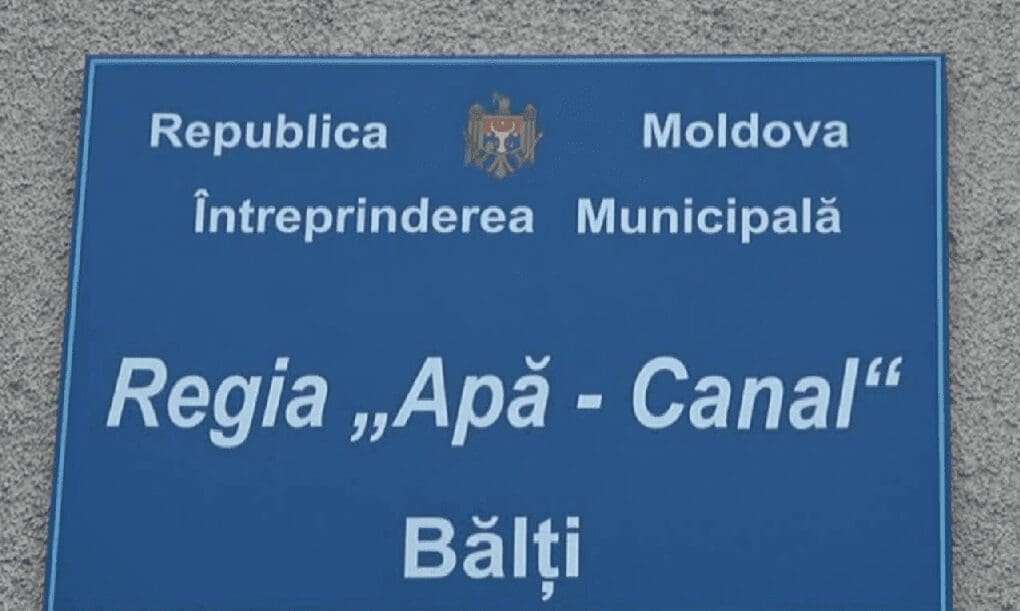 Republica Moldova
Întreprinderea Municipală
Regia „Apă - Canal“
Bălți